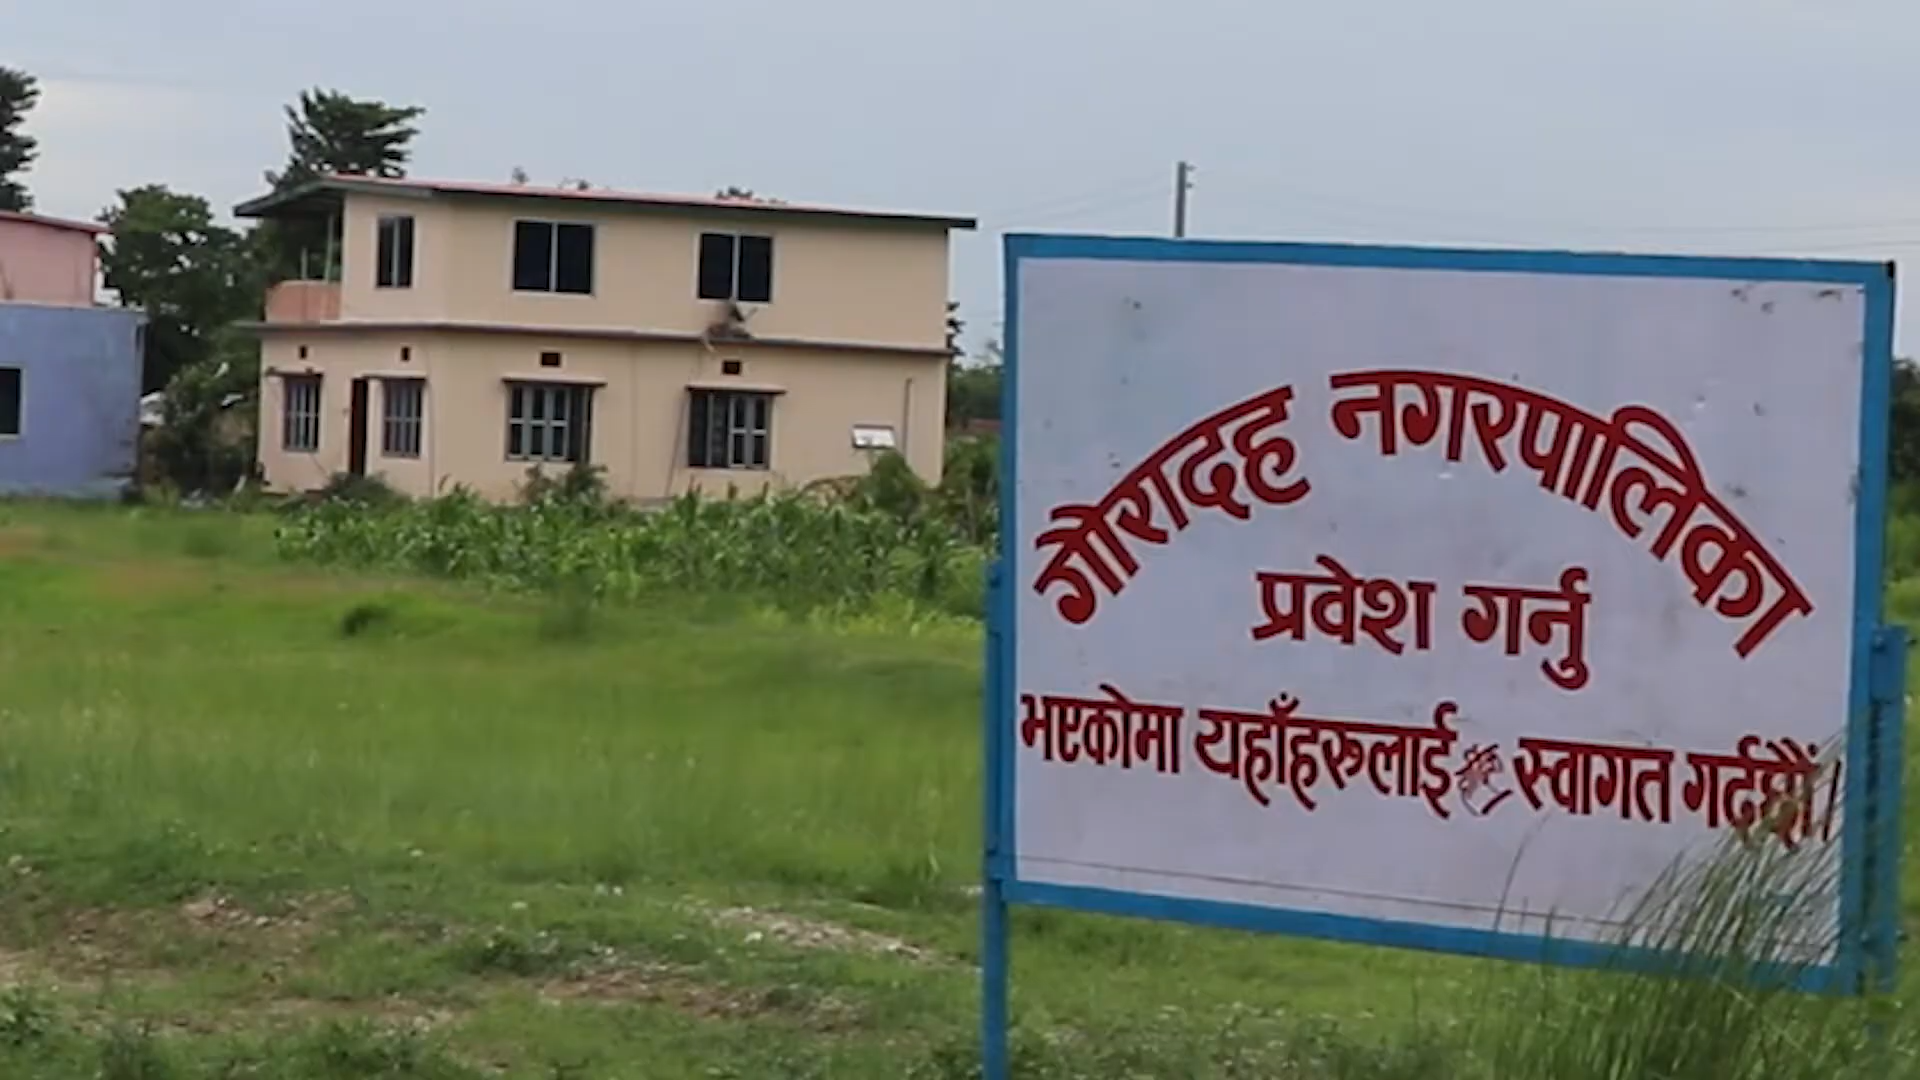 गौरादह नगरपालिका
प्रवेश गर्नु
भएकोमा यहाँहरूलाई स्वागत गर्दछौं।